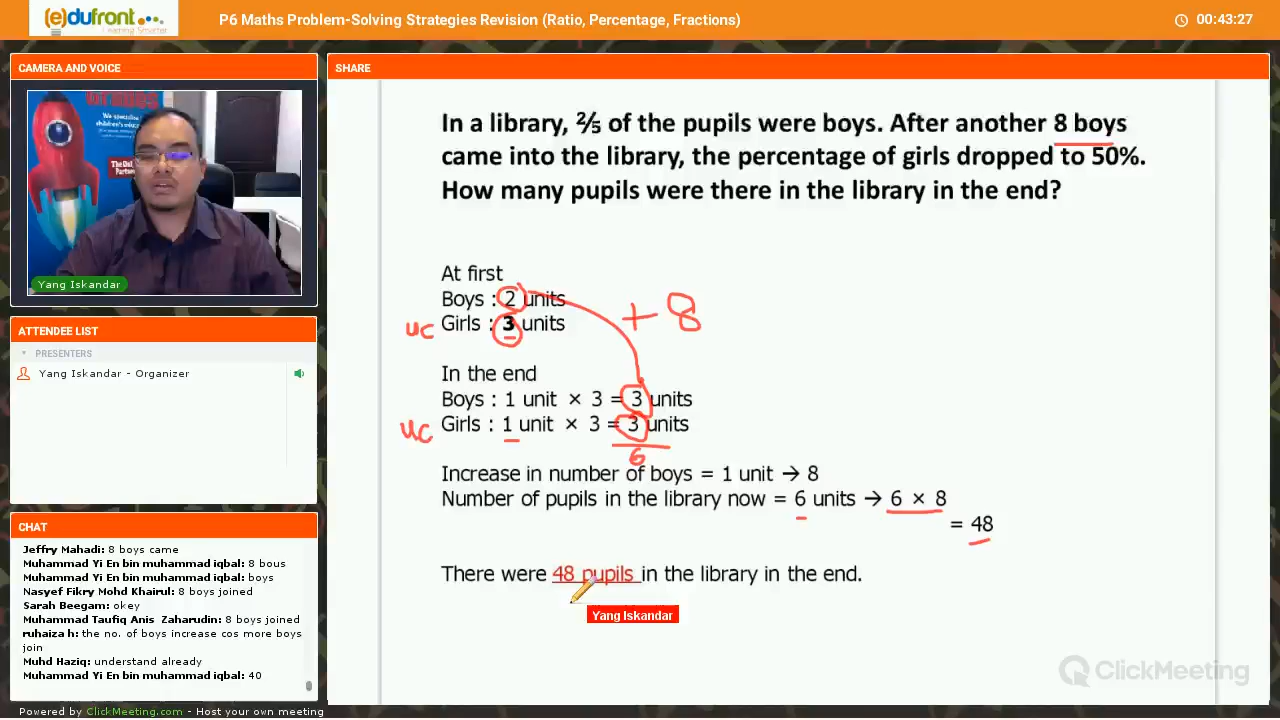 (e)dufront
Learning Smarter
P6 Maths Problem-Solving Strategies Revision (Ratio, Percentage, Fractions)
00:43:27
CAMERA AND VOICE
We specialise
children's educa
Yang Iskandar
ATTENDEE LIST
PRESENTERS
Yang Iskandar - Organizer
CHAT
Jeffry Mahadi: 8 boys came
Muhammad Yi En bin muhammad iqbal: 8 bous
Muhammad Yi En bin muhammad iqbal: boys
Nasyef Fikry Mohd Khairul: 8 boys joined
Sarah Beegam: okey
Muhammad Taufiq Anis Zaharudin: 8 boys joined
ruhaiza h: the no. of boys increase cos more boys
join
Muhd Haziq: understand already
Muhammad Yi En bin muhammad iqbal: 40
Powered by ClickMeeting.com - Host your own meeting
SHARE
In a library, ⅖ of the pupils were boys. After another 8 boys
came into the library, the percentage of girls dropped to 50%.
How many pupils were there in the library in the end?
At first
Boys : 2 units
+ 8
uc Girls : 3 units
In the end
Boys : 1 unit × 3 = 3 units
uc Girls : 1 unit × 3 = 3 units
6
Increase in number of boys = 1 unit → 8
Number of pupils in the library now = 6 units → 6 × 8
= 48
There were 48 pupils in the library in the end.
Yang Iskandar
ClickMeeting